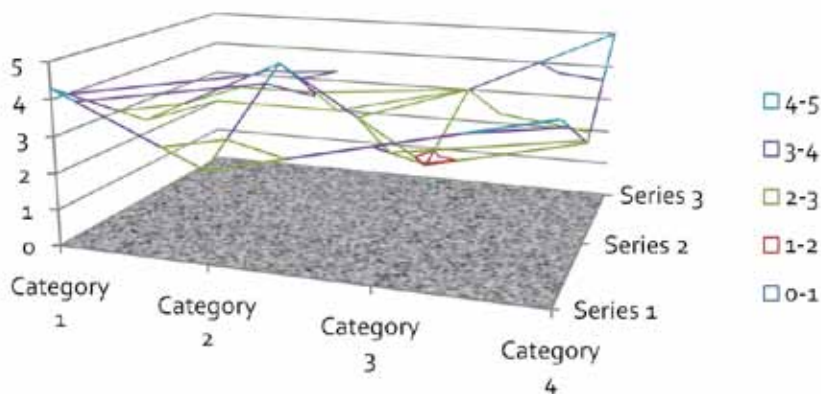 5
4
3
2
1
0
Category
1
Category
2
Category
3
Category
4
Series 3
Series 2
Series 1
4-5
3-4
2-3
1-2
0-1